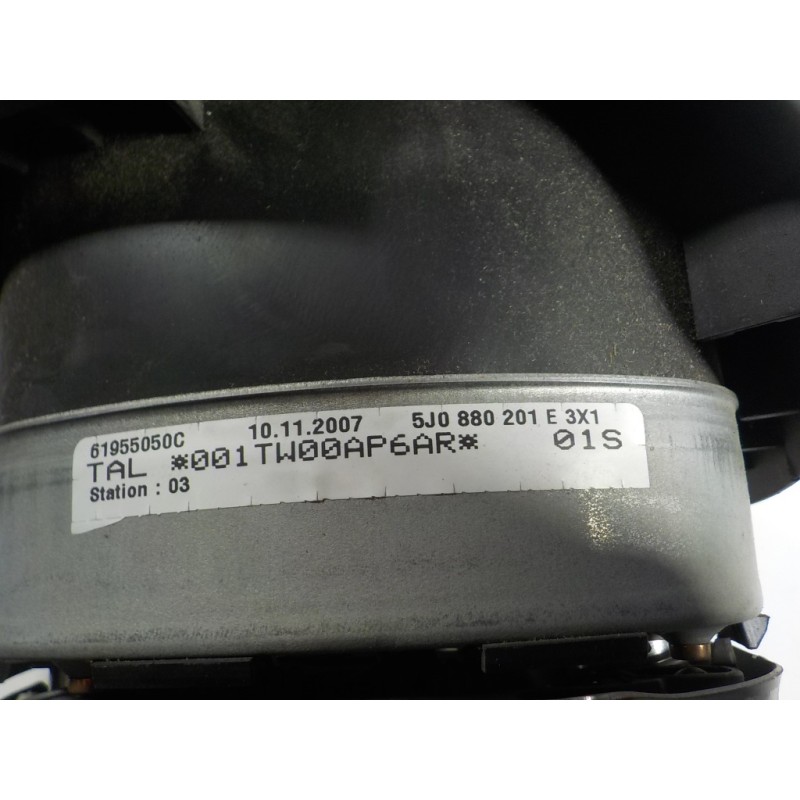 61955050C 10.11.2007 5J0 880 201 E 3X1
TAL *001TW00AP6AR* 01S
Station : 03